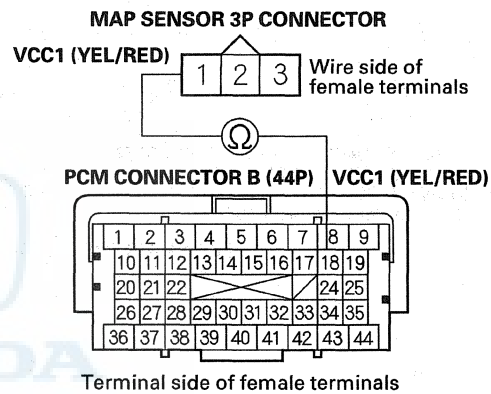 MAP SENSOR 3P CONNECTOR
VCC1 (YEL/RED)
1 2 3
Wire side of
female terminals
Ω
PCM CONNECTOR B (44P)
VCC1 (YEL/RED)
1 2 3 4 5 6 7 8 9
10 11 12 13 14 15 16 17 18 19
20 21 22 24 25
26 27 28 29 30 31 32 33 34 35
36 37 38 39 40 41 42 43 44
Terminal side of female terminals
DA